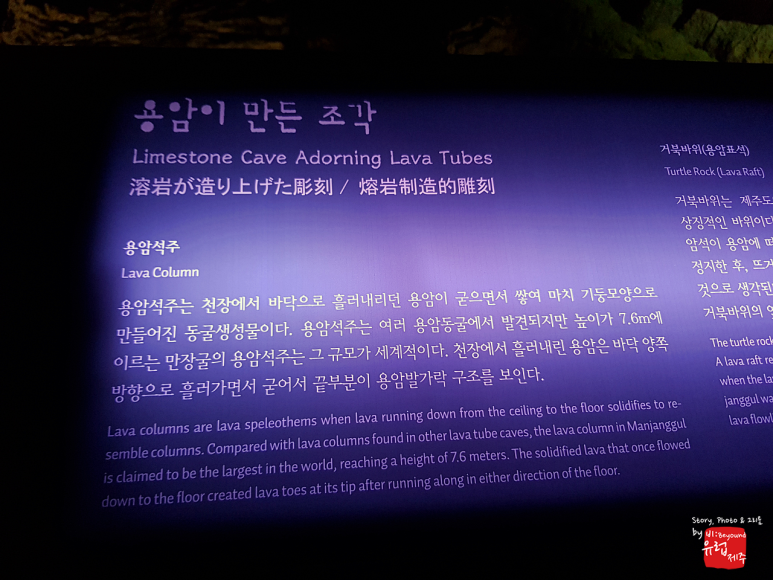 용암이 만든 조각
Limestone Cave Adorning Lava Tubes
溶岩が造り上げた彫刻 / 熔岩制造的雕刻
용암석주
Lava Column
용암석주는 천장에서 바닥으로 흘러내리던 용암이 굳으면서 쌓여 마치 기둥모양으로
만들어진 동굴생성물이다. 용암석주는 여러 용암동굴에서 발견되지만 높이가 7.6m에
이르는 만장굴의 용암석주는 그 규모가 세계적이다. 천장에서 흘러내린 용암은 바닥 양쪽
방향으로 흘러가면서 굳어서 끝부분이 용암발가락 구조를 보인다.
Lava columns are lava speleothems when lava running down from the ceiling to the floor solidifies to re-
semble columns. Compared with lava columns found in other lava tube caves, the lava column in Manjanggul
is claimed to be the largest in the world, reaching a height of 7.6 meters. The solidified lava that once flowed
down to the floor created lava toes at its tip after running along in either direction of the floor.
거북바위(용암표석)
Turtle Rock (Lava Raft)
거북바위는 제주도
상징적인 바위이다
암석이 용암에 떠
정지한 후, 뜨거
것으로 생각된
거북바위의 옆
The turtle rock
A lava raft re
when the la
janggul wa
lava flowi
Story, Photo & 그리움
by 비:Beyound
유럽
제주